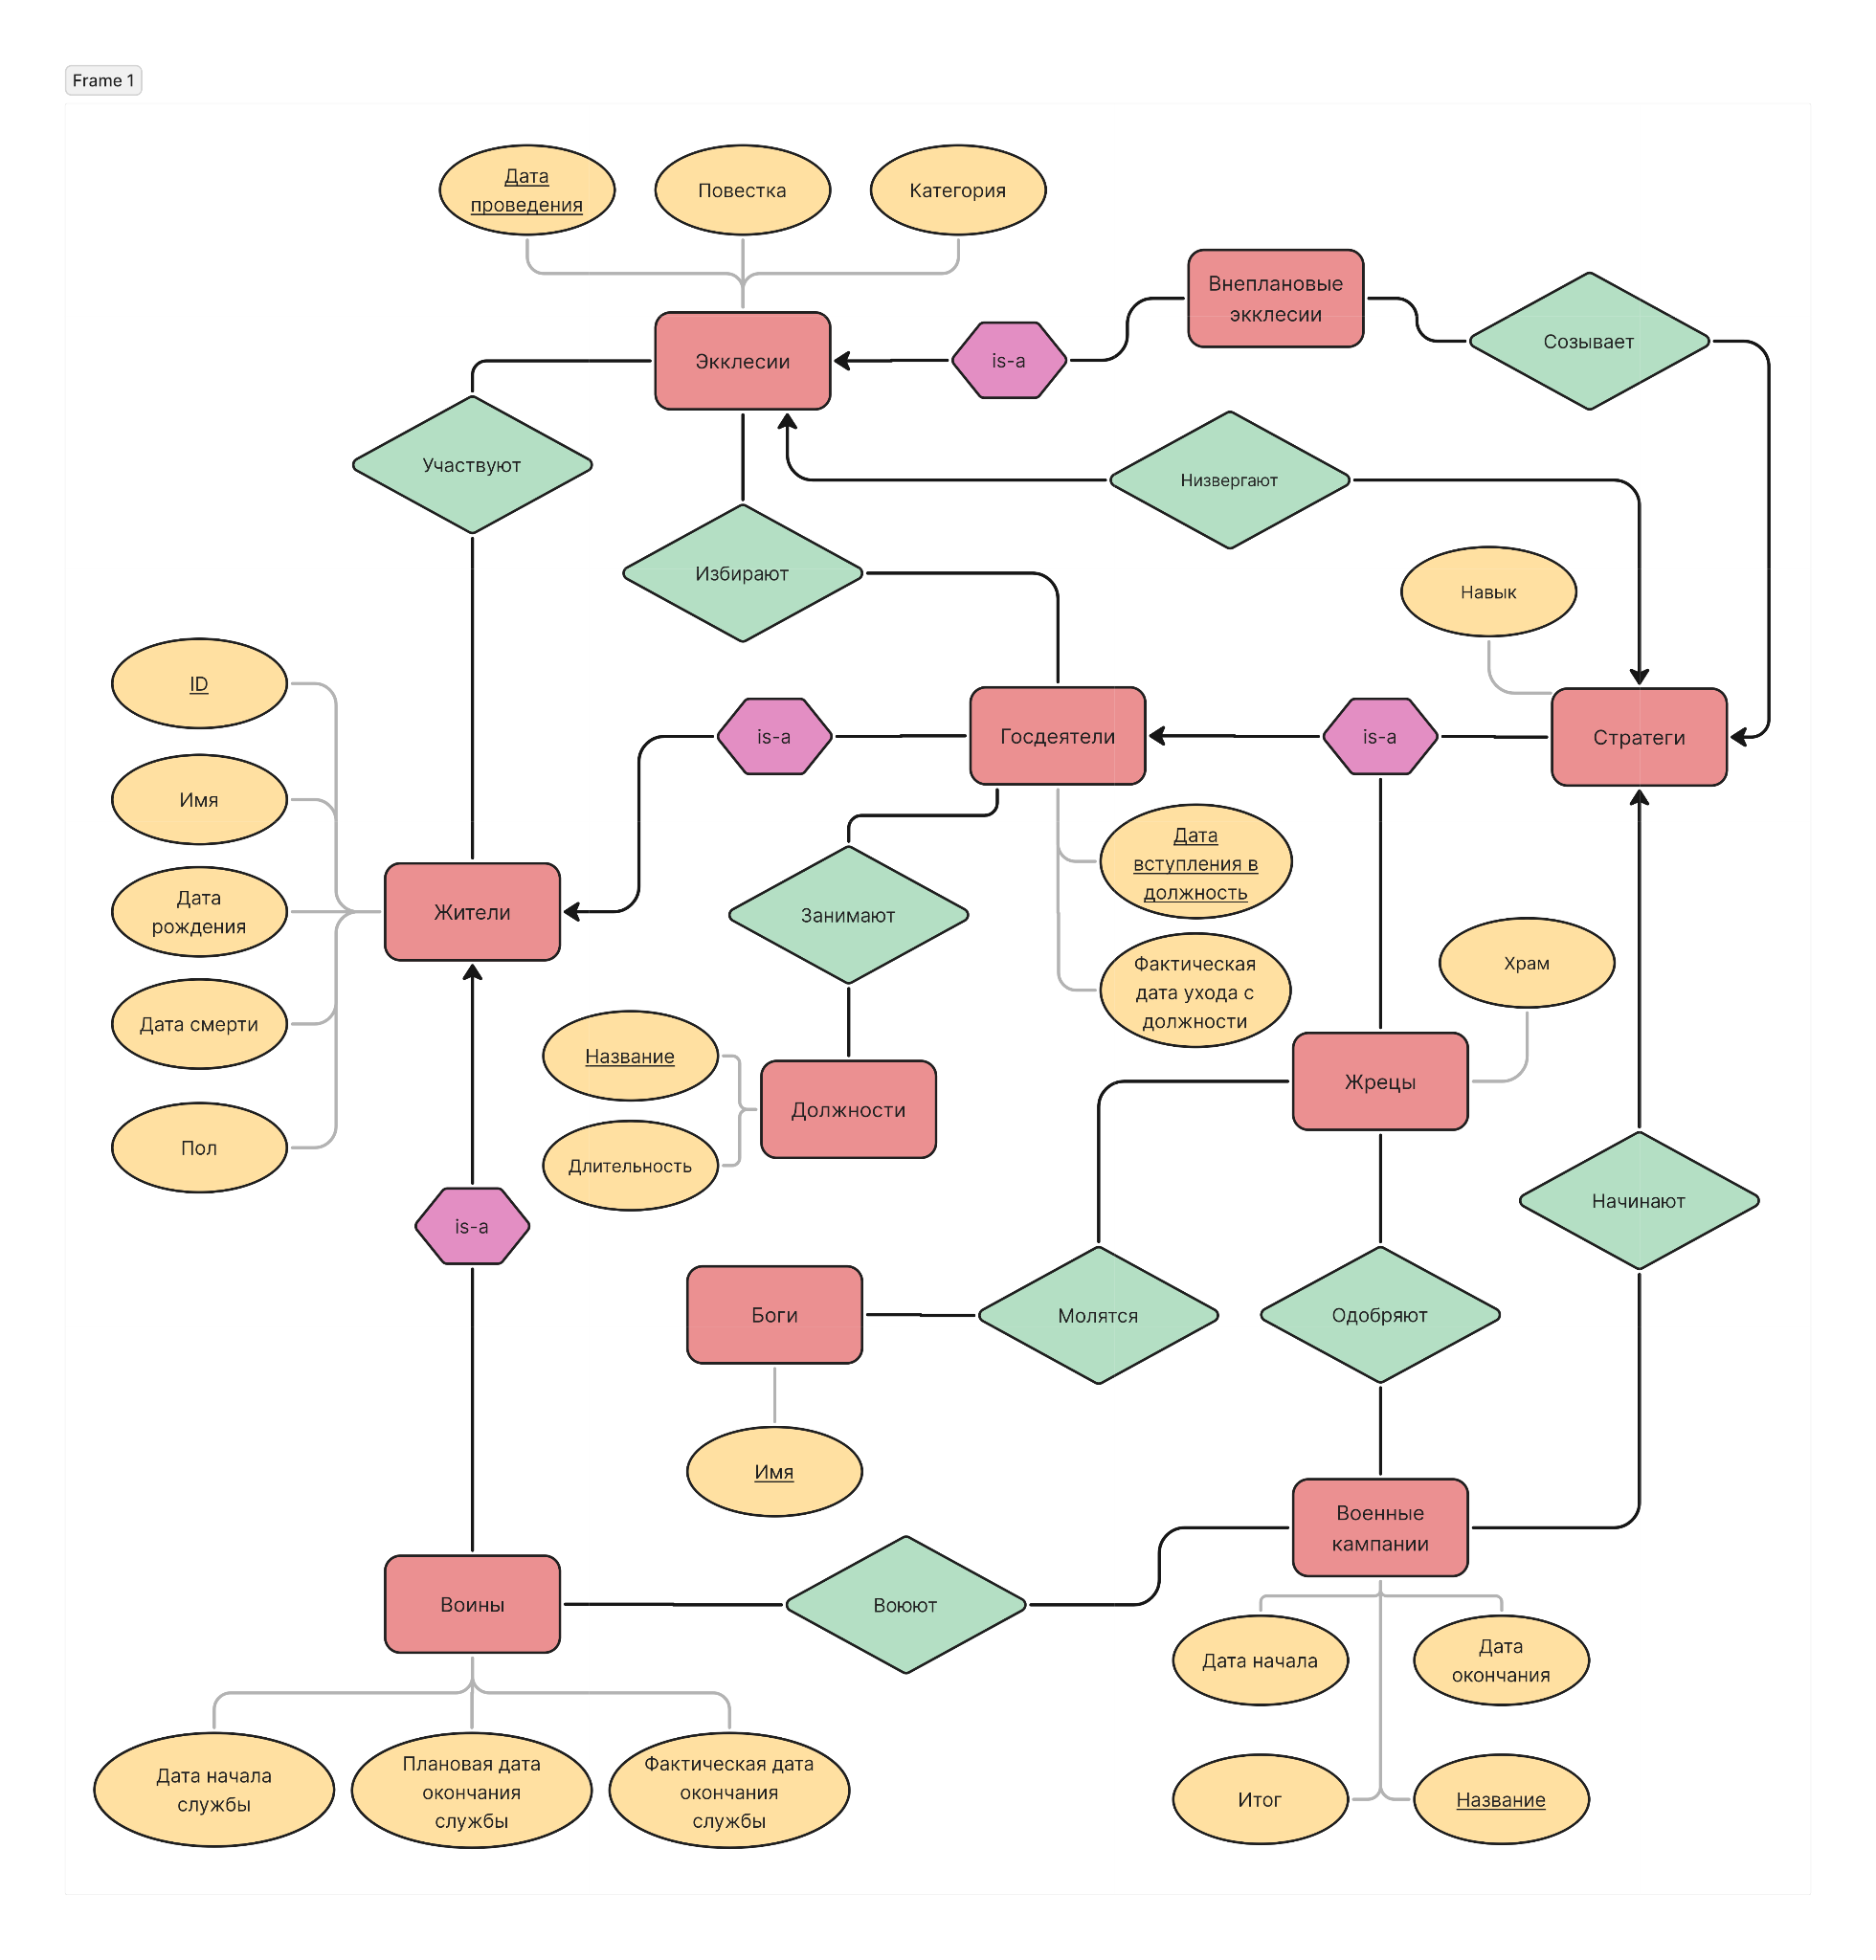 Frame 1
Дата
проведения
Повестка
Категория
Внеплановые
экклесии
Созывает
Экклесии
is-a
Участвуют
Низвергают
Избирают
Навык
ID
Имя
Дата
рождения
Дата смерти
Пол
is-a
Госдеятели
is-a
Стратеги
Дата
вступления в
должность
Жители
Занимают
Фактическая
дата ухода с
должности
Храм
Название
Длительность
Должности
Жрецы
Начинают
is-a
Боги
Молятся
Одобряют
Имя
Военные
кампании
Воины
Воюют
Дата начала
Дата
окончания
Дата начала
службы
Плановая дата
окончания
службы
Фактическая дата
окончания
службы
Итог
Название